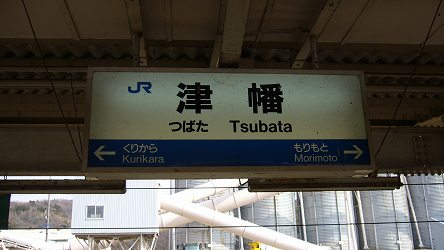 JR
津幡
つばた Tsubata
くりから もりもと
← Kurikara Morimoto →